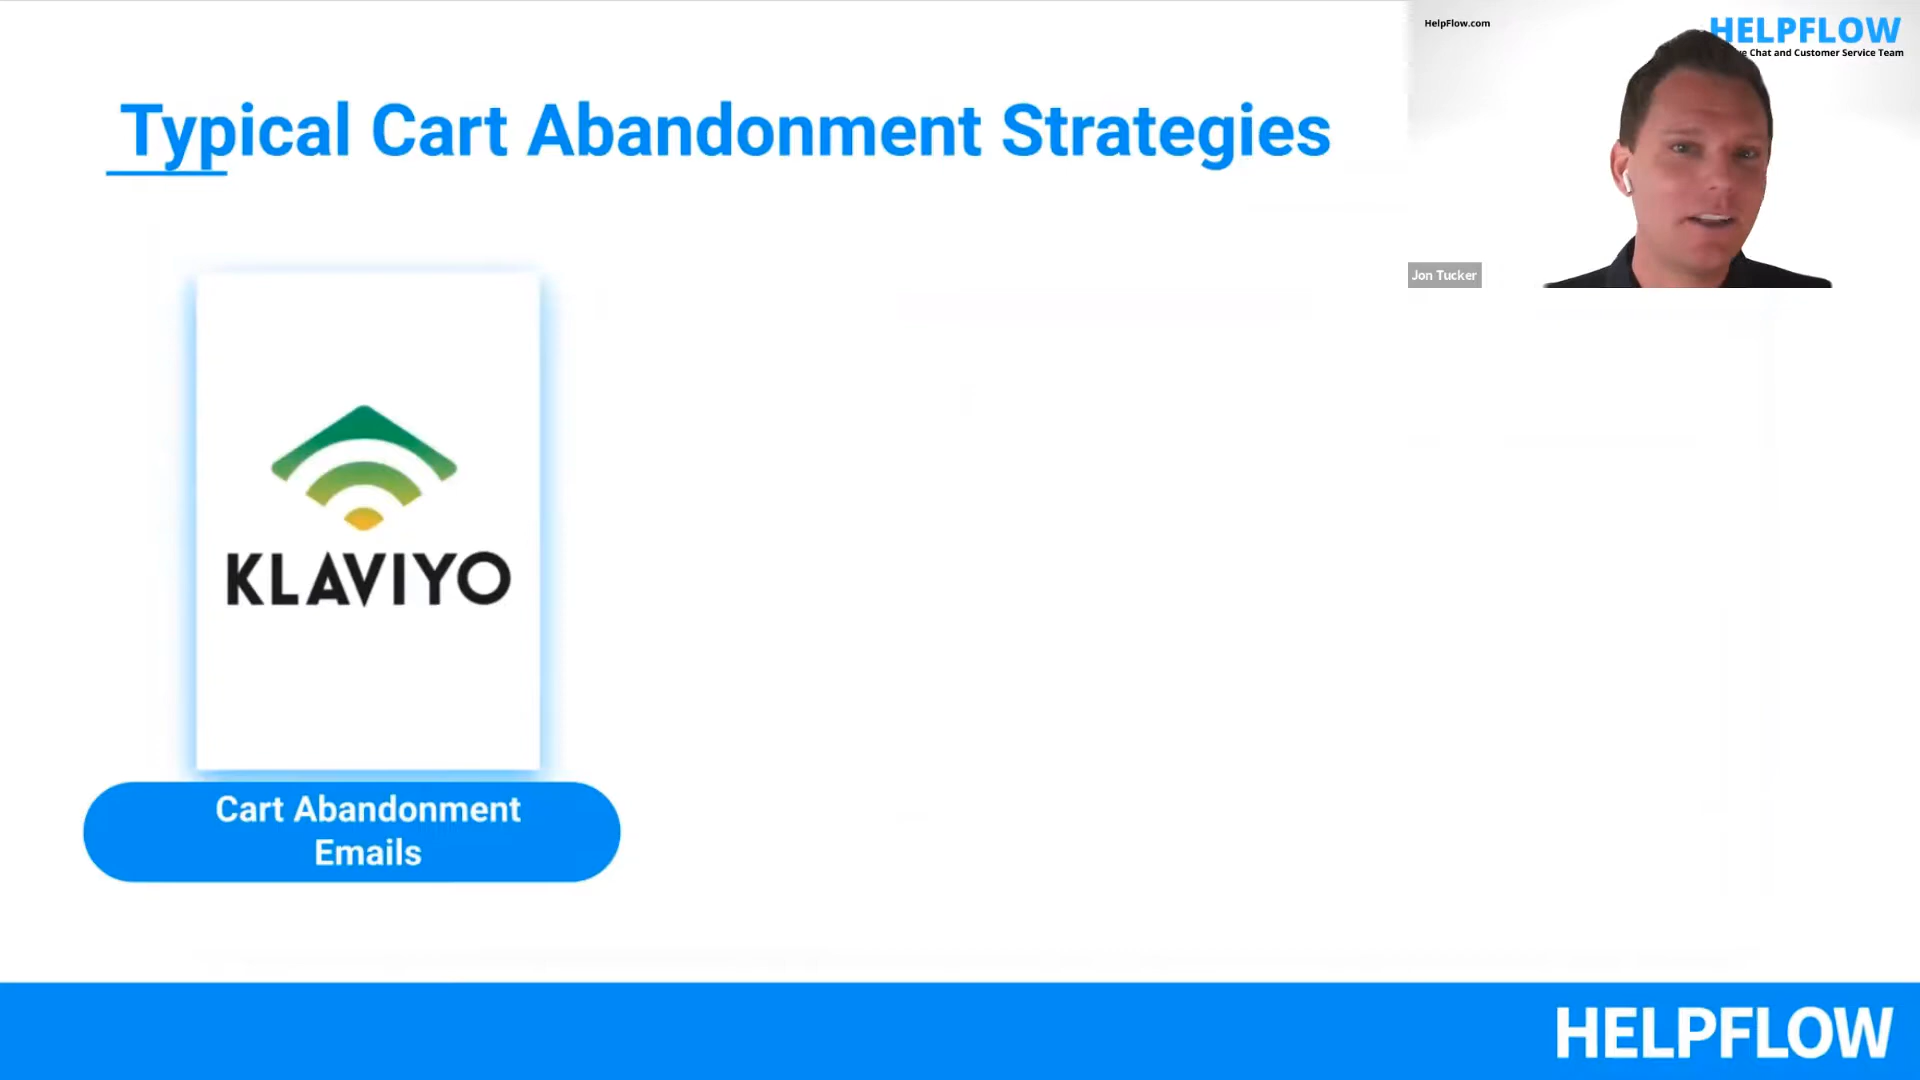 HelpFlow.com
HELPFLOW
Chat and Customer Service Team
Typical Cart Abandonment Strategies
Jon Tucker
KLAVIYO
Cart Abandonment
Emails
HELPFLOW